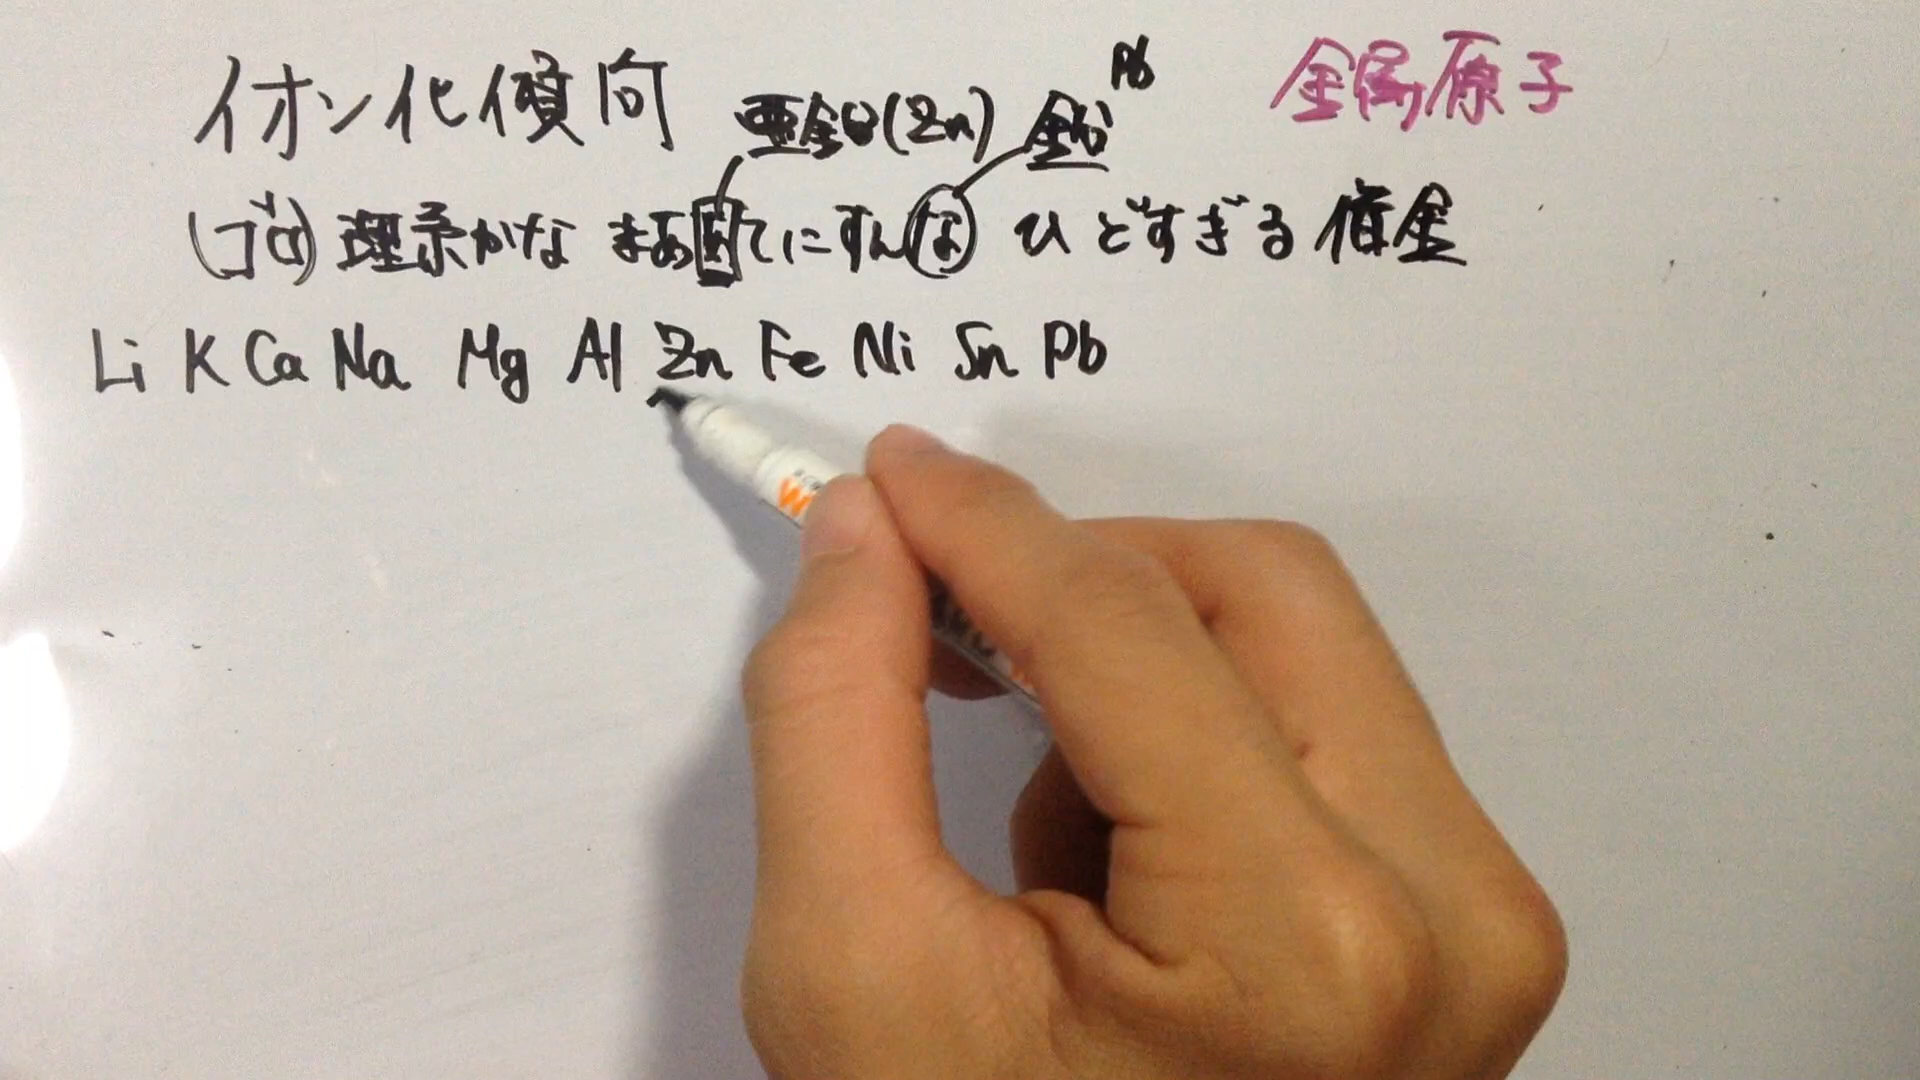 イオン化傾向 亜鉛(Zn) 鉛 Pb 金属原子
(ゴロ) 理系かな まあ当てにすんな ひどすぎる借金
Li K Ca Na Mg Al Zn Fe Ni Sn Pb